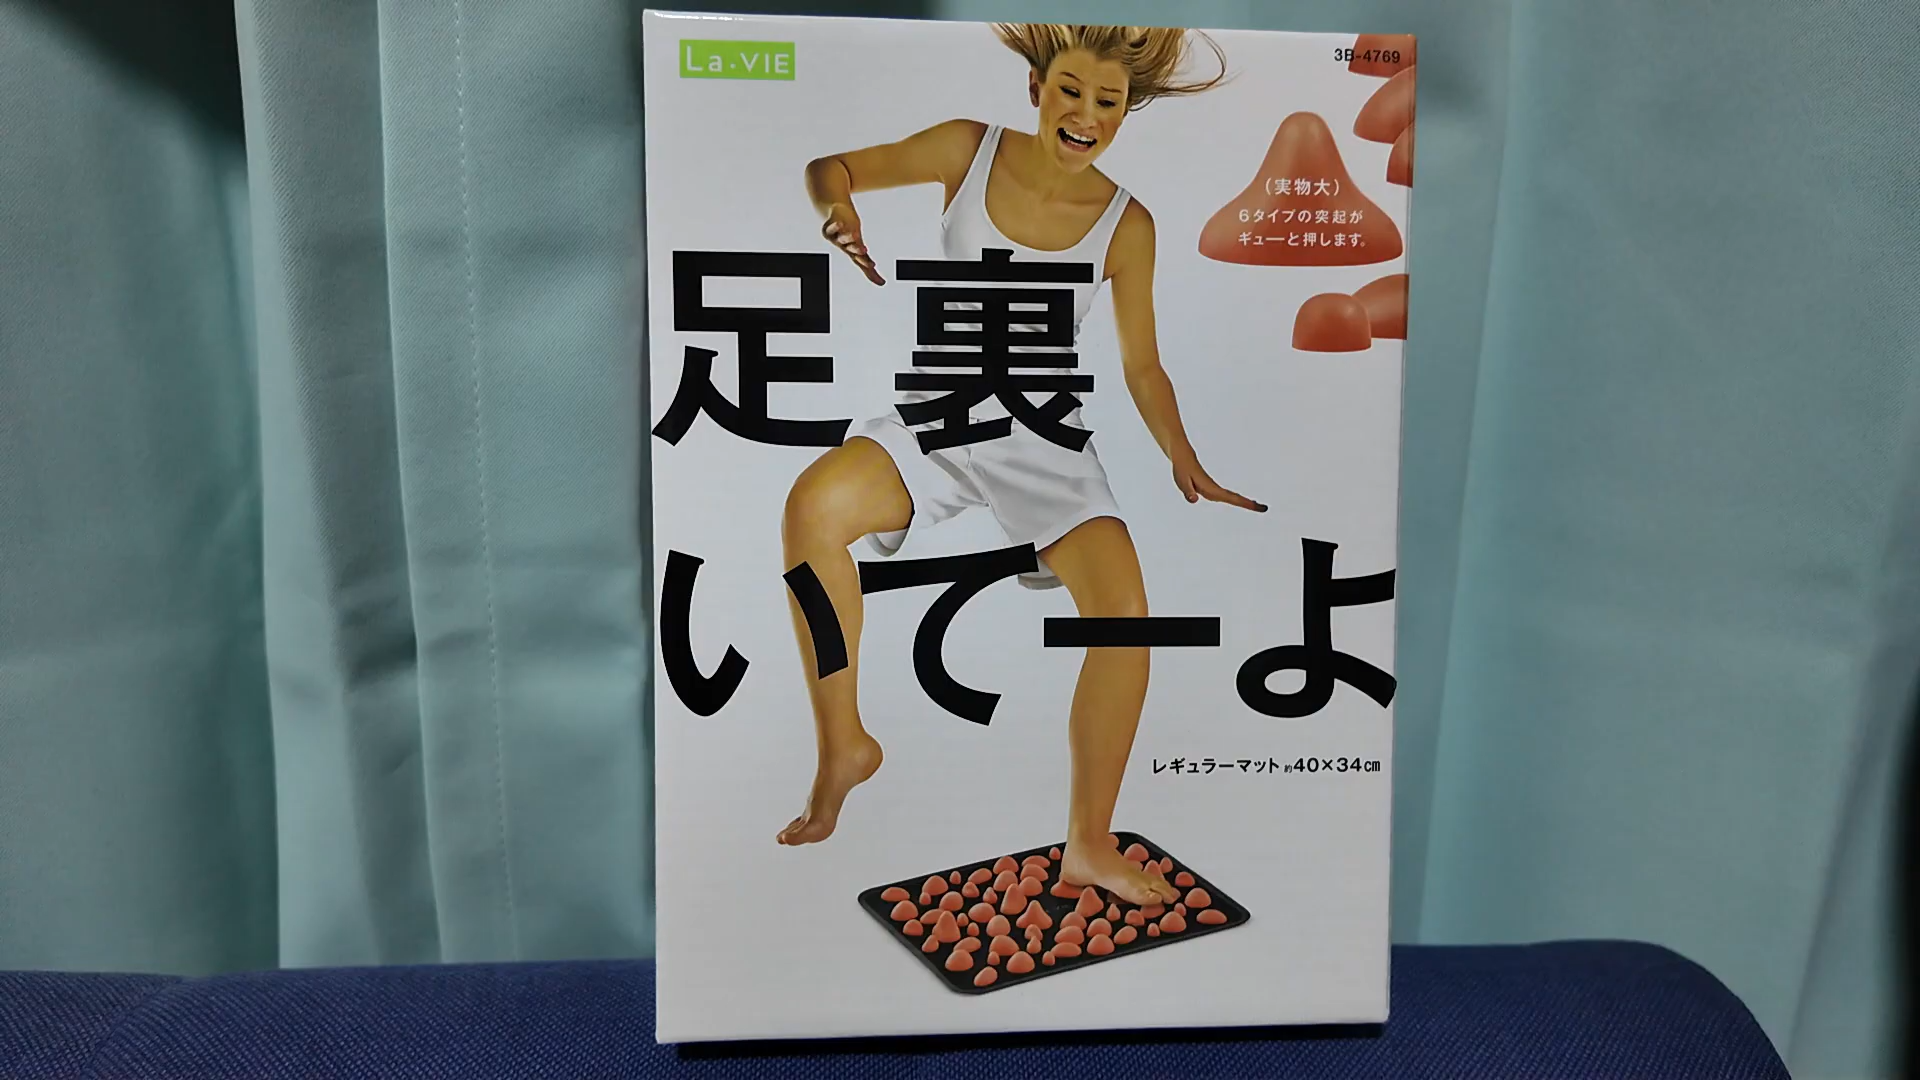 La・VIE
3B-4769
(実物大)
6タイプの突起が
ギューと押します。
足裏
いてーよ
レギュラーマット 約40×34cm